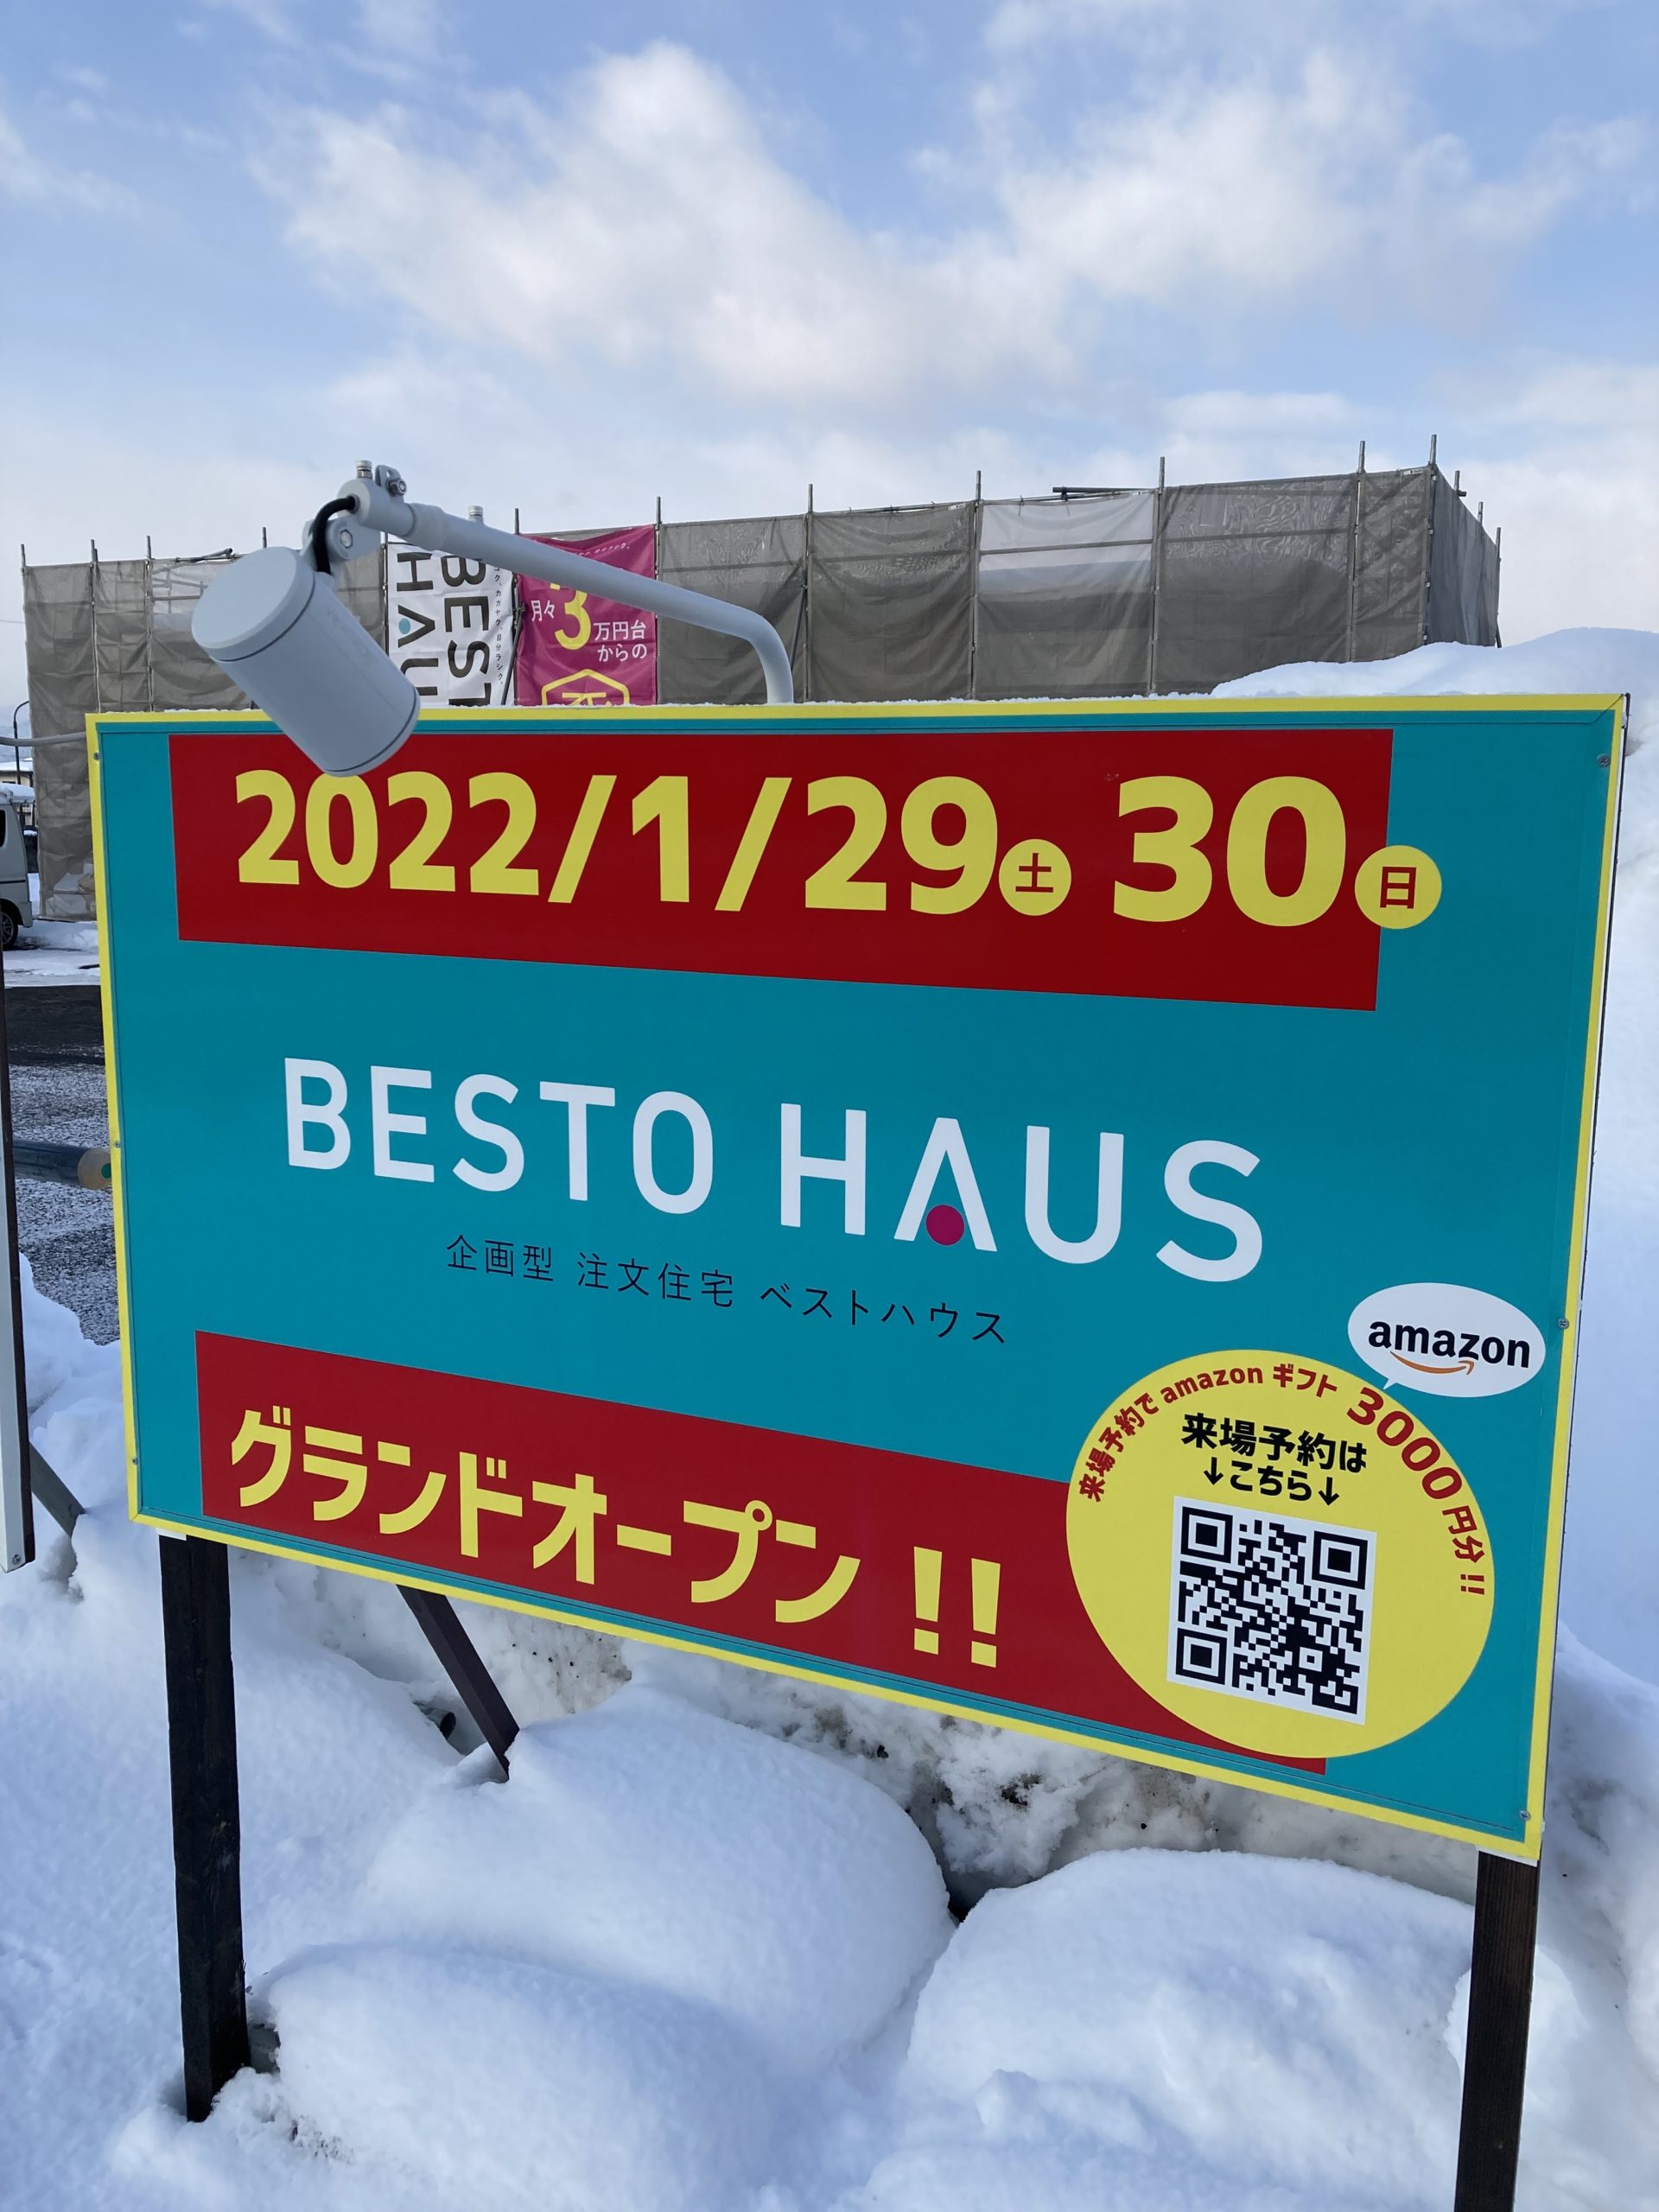 BEST
HAU
月々3万円台
からの
2022/1/29土 30日
BESTO HAUS
企画型 注文住宅 ベストハウス
グランドオープン!!
amazon
来場予約で amazon ギフト 3000円分!!
来場予約は
↓こちら↓